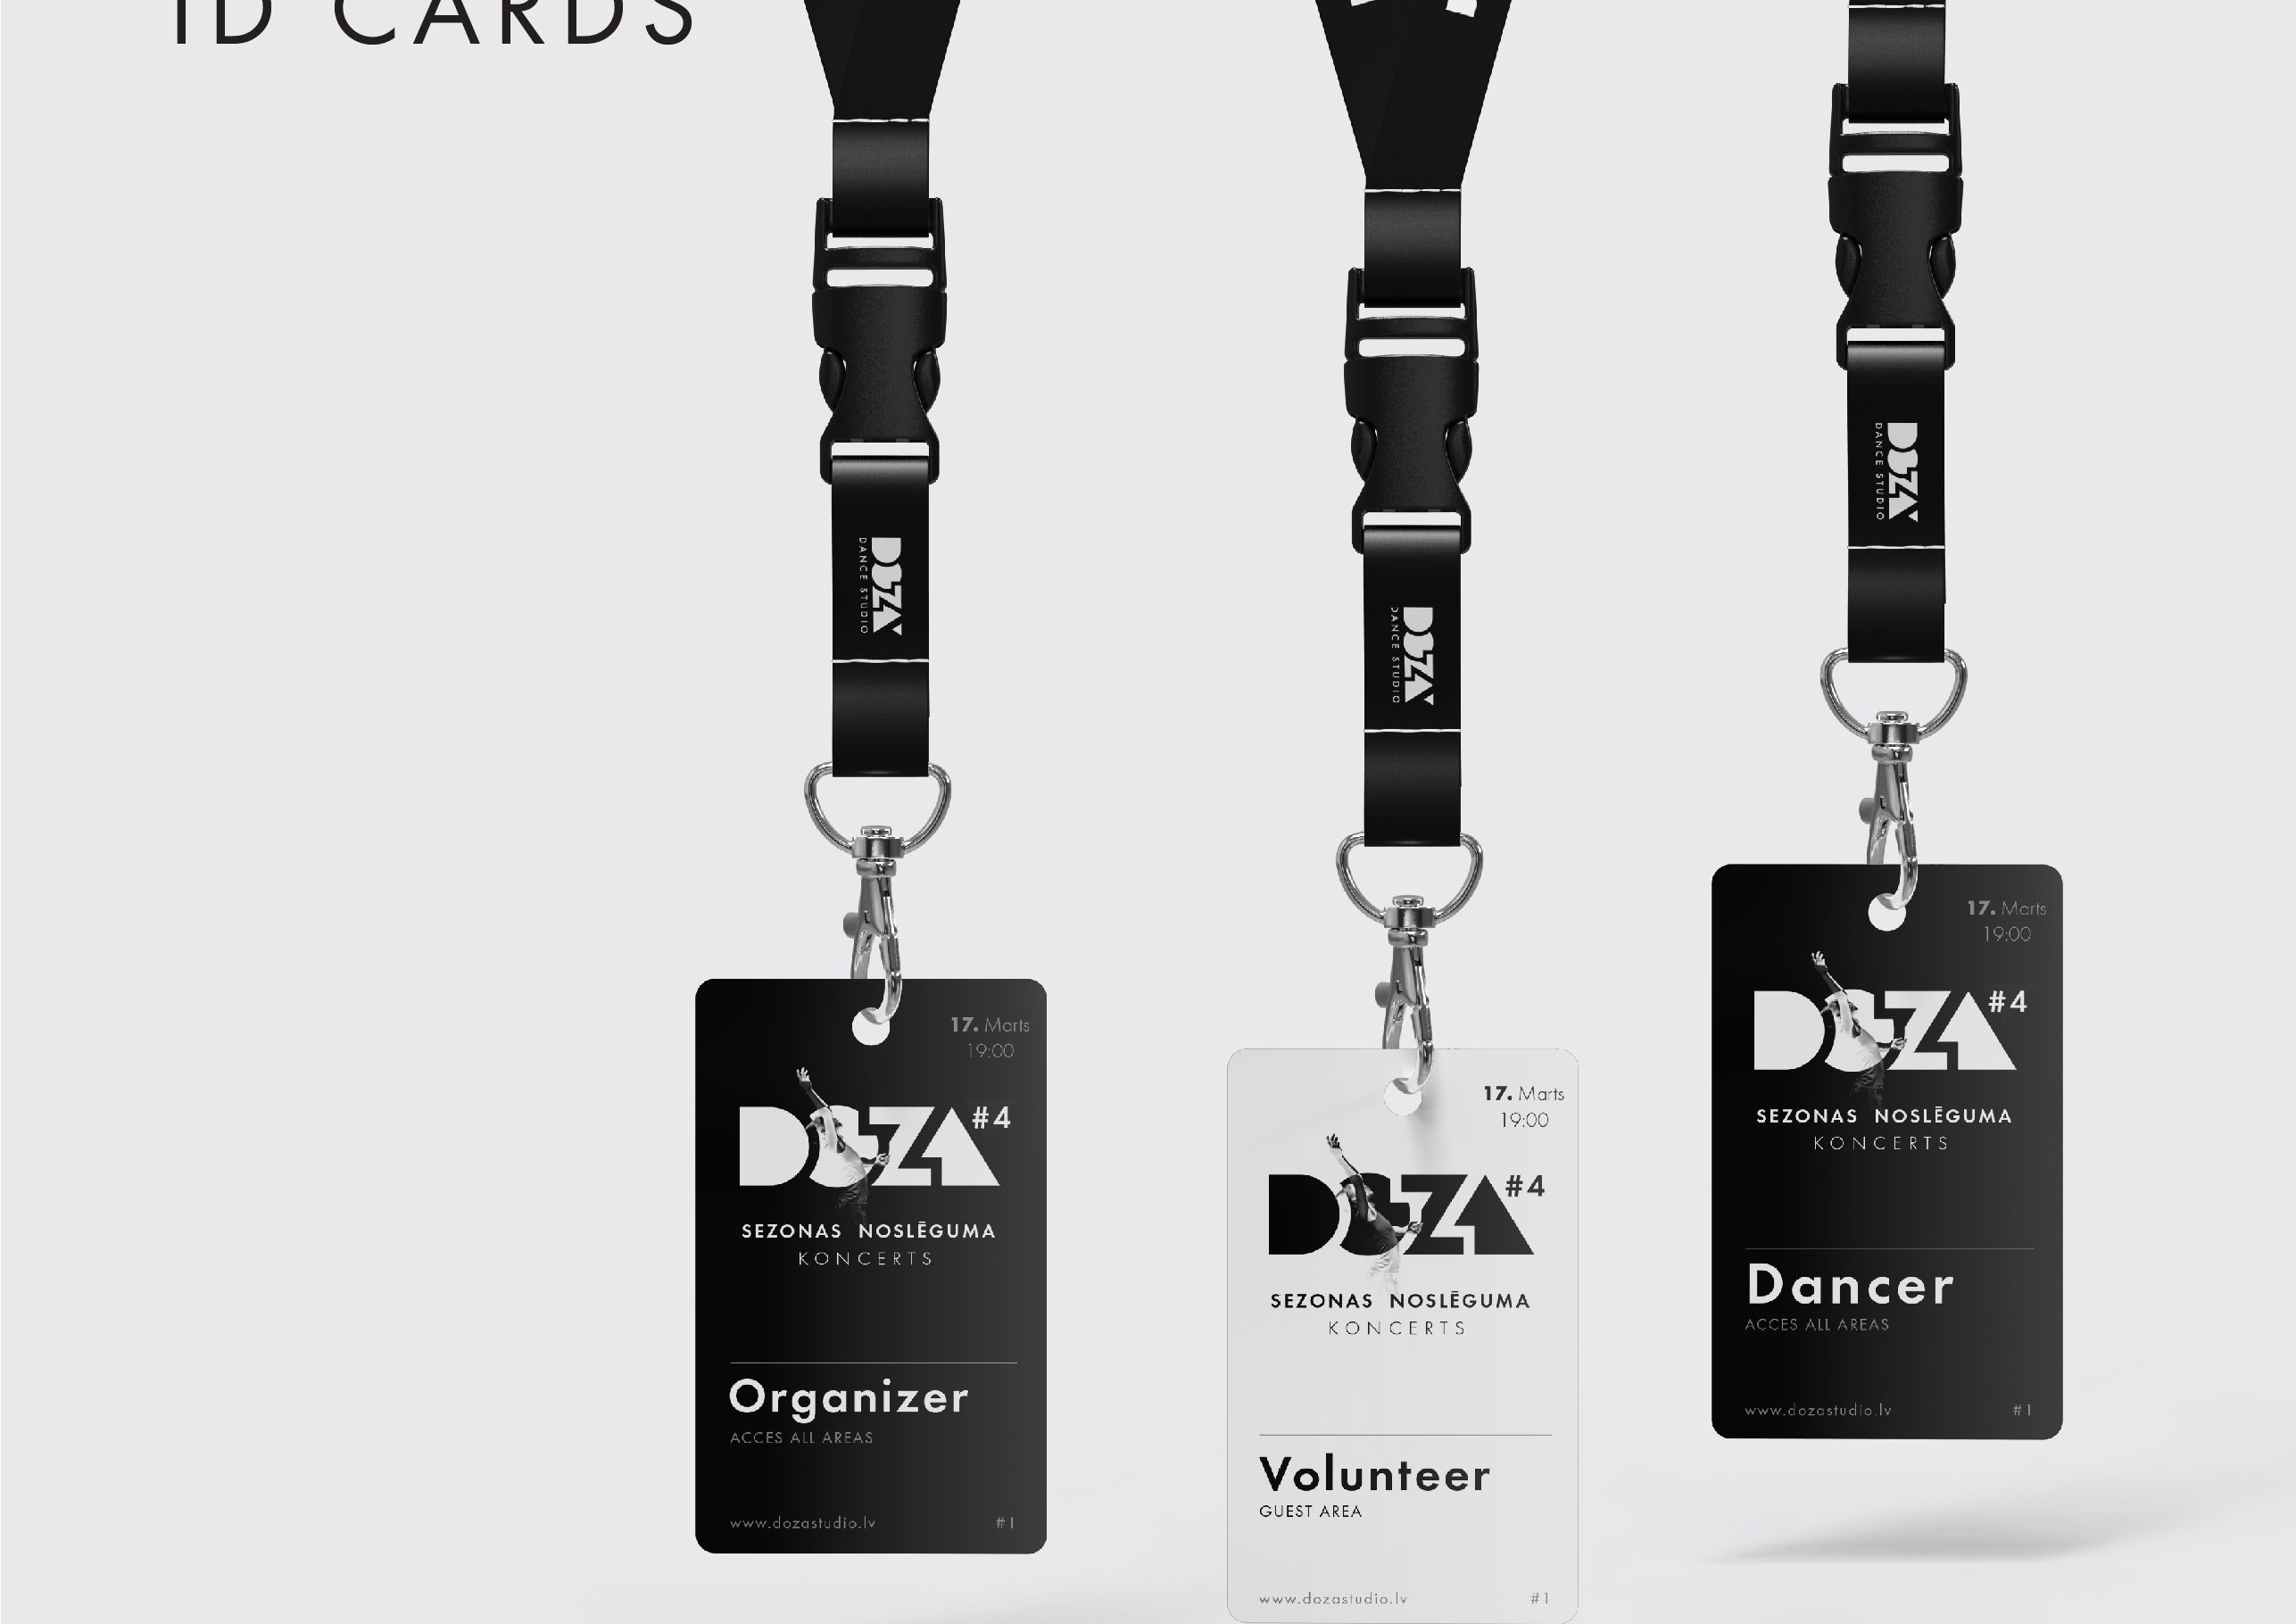 ID CARDS
DOZA
DANCE STUDIO
17. Marts
19:00
DOZA #4
SEZONAS NOSLĒGUMA
KONCERTS
Organizer
ACCES ALL AREAS
www.dozastudio.lv #1
DOZA
DANCE STUDIO
17. Marts
19:00
DOZA #4
SEZONAS NOSLĒGUMA
KONCERTS
Volunteer
GUEST AREA
www.dozastudio.lv #1
DOZA
DANCE STUDIO
17. Marts
19:00
DOZA #4
SEZONAS NOSLĒGUMA
KONCERTS
Dancer
ACCES ALL AREAS
www.dozastudio.lv #1